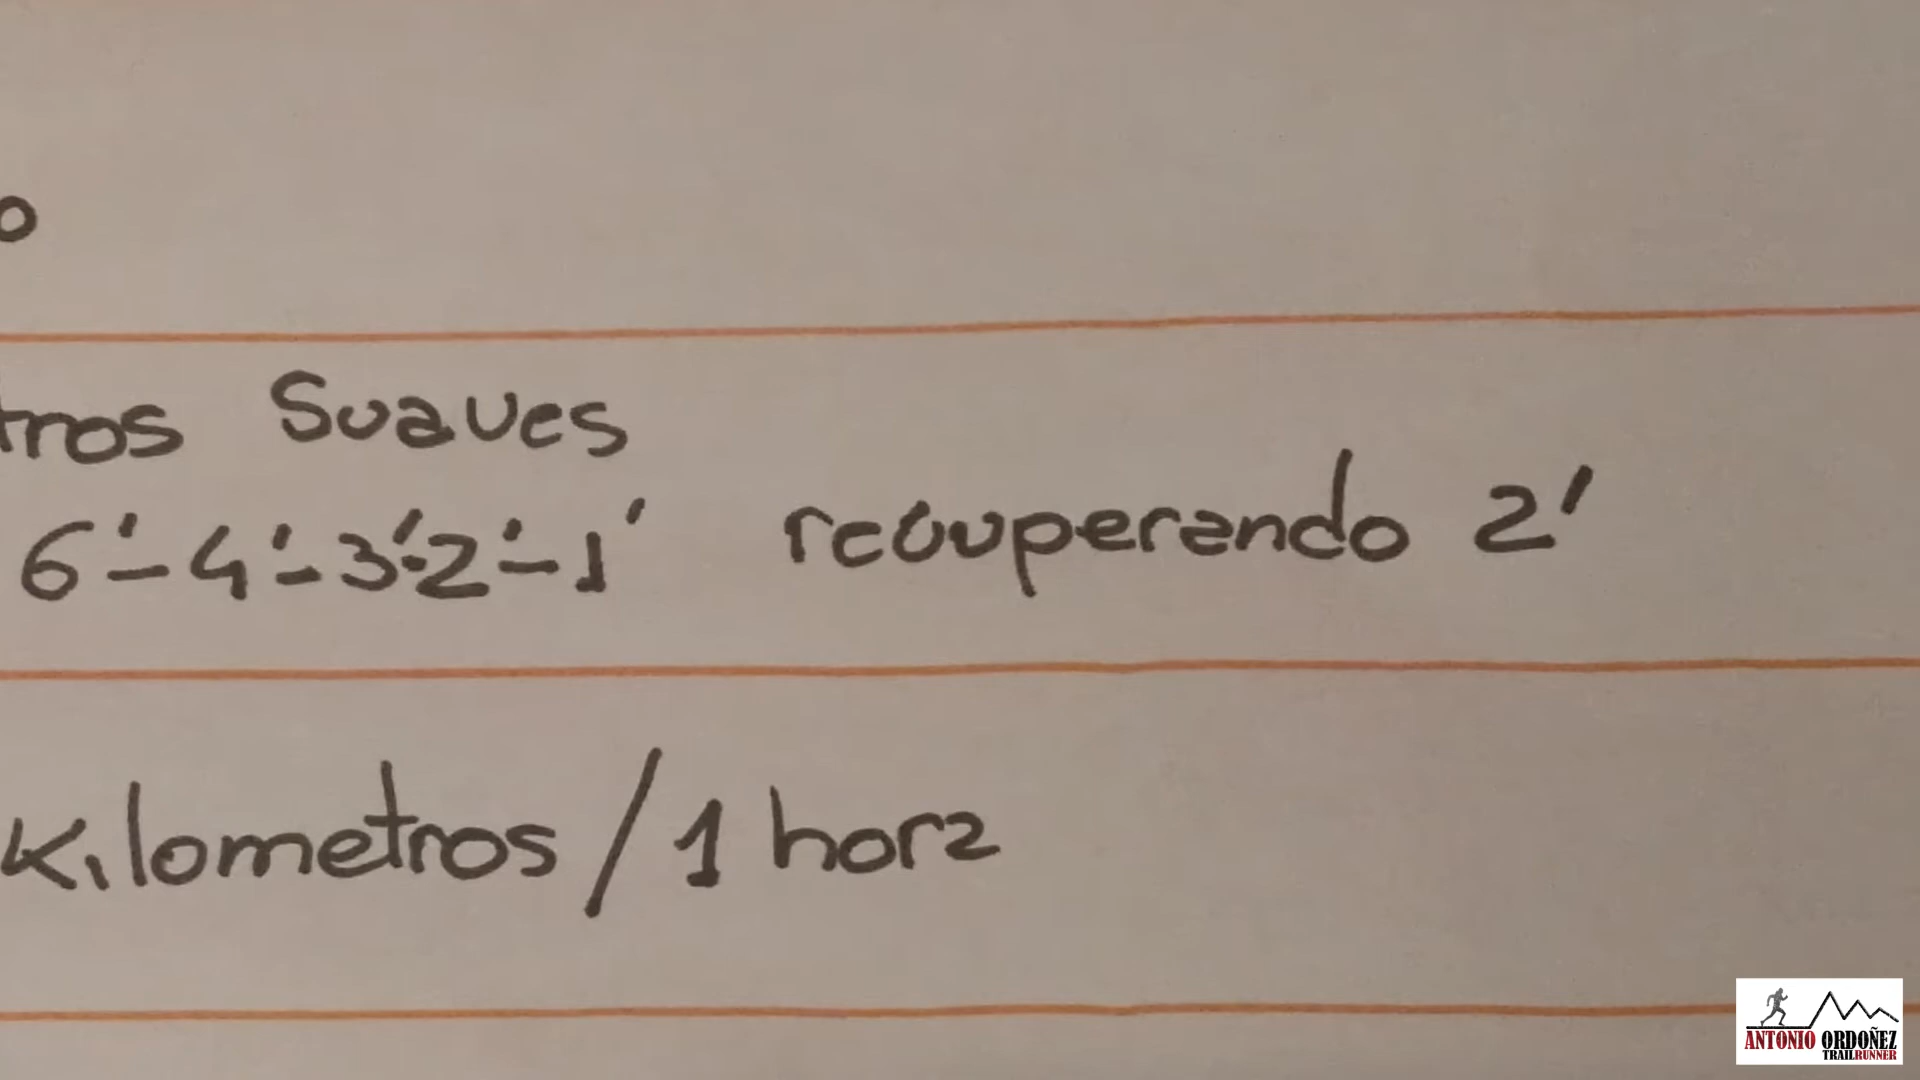 o
tros Suaves
6'-4'-3'-2'-1' recuperando 2'
Kilometros/1 hora
ANTONIO ORDOÑEZ
TRAILRUNNER